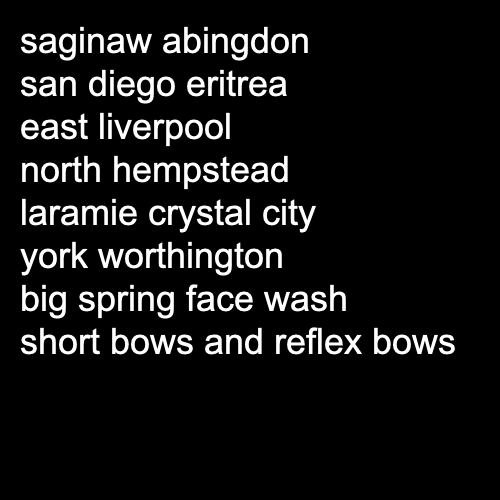 saginaw abingdon
san diego eritrea
east liverpool
north hempstead
laramie crystal city
york worthington
big spring face wash
short bows and reflex bows